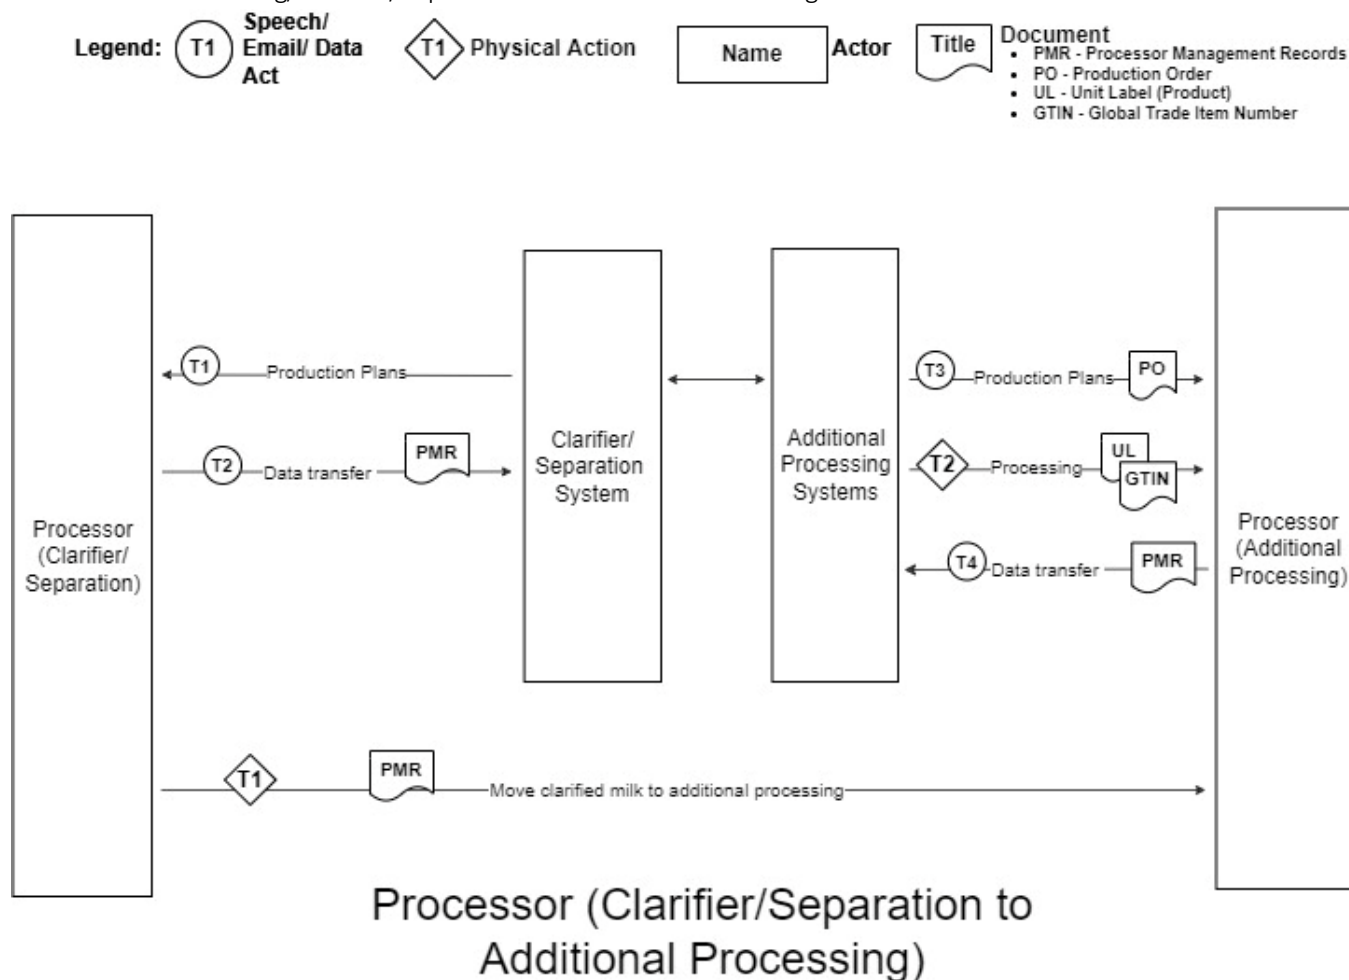 Legend:
T1
Speech/
Email/ Data
Act
T1
Physical Action
Name
Actor
Title
Document
• PMR - Processor Management Records
• PO - Production Order
• UL - Unit Label (Product)
• GTIN - Global Trade Item Number
T1
Production Plans
T2
Data transfer
PMR
Processor
(Clarifier/
Separation)
Clarifier/
Separation
System
Additional
Processing
Systems
T3
Production Plans
PO
T2
Processing
UL
GTIN
T4
Data transfer
PMR
Processor
(Additional
Processing)
T1
PMR
Move clarified milk to additional processing
Processor (Clarifier/Separation to
Additional Processing)